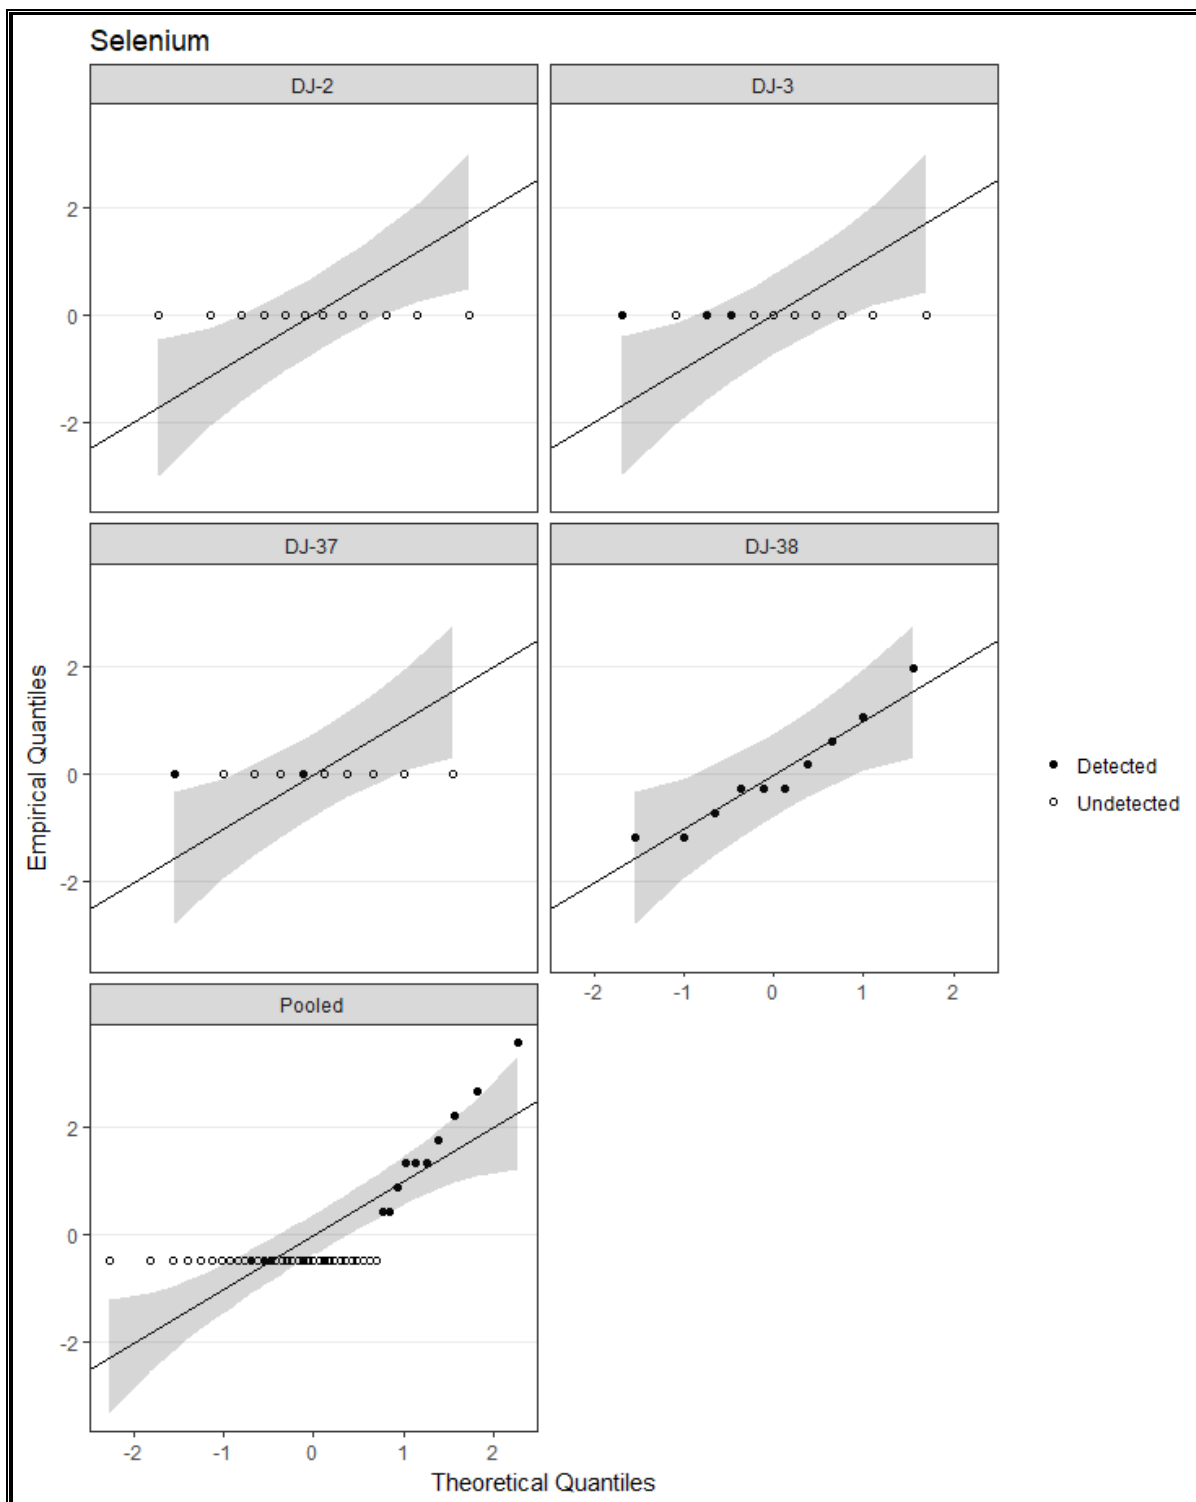 Selenium
DJ-2
DJ-3
2
0
-2
DJ-37
DJ-38
2
0
-2
-2 -1 0 1 2
Pooled
2
0
-2
-2 -1 0 1 2
Empirical Quantiles
Theoretical Quantiles
Detected
Undetected